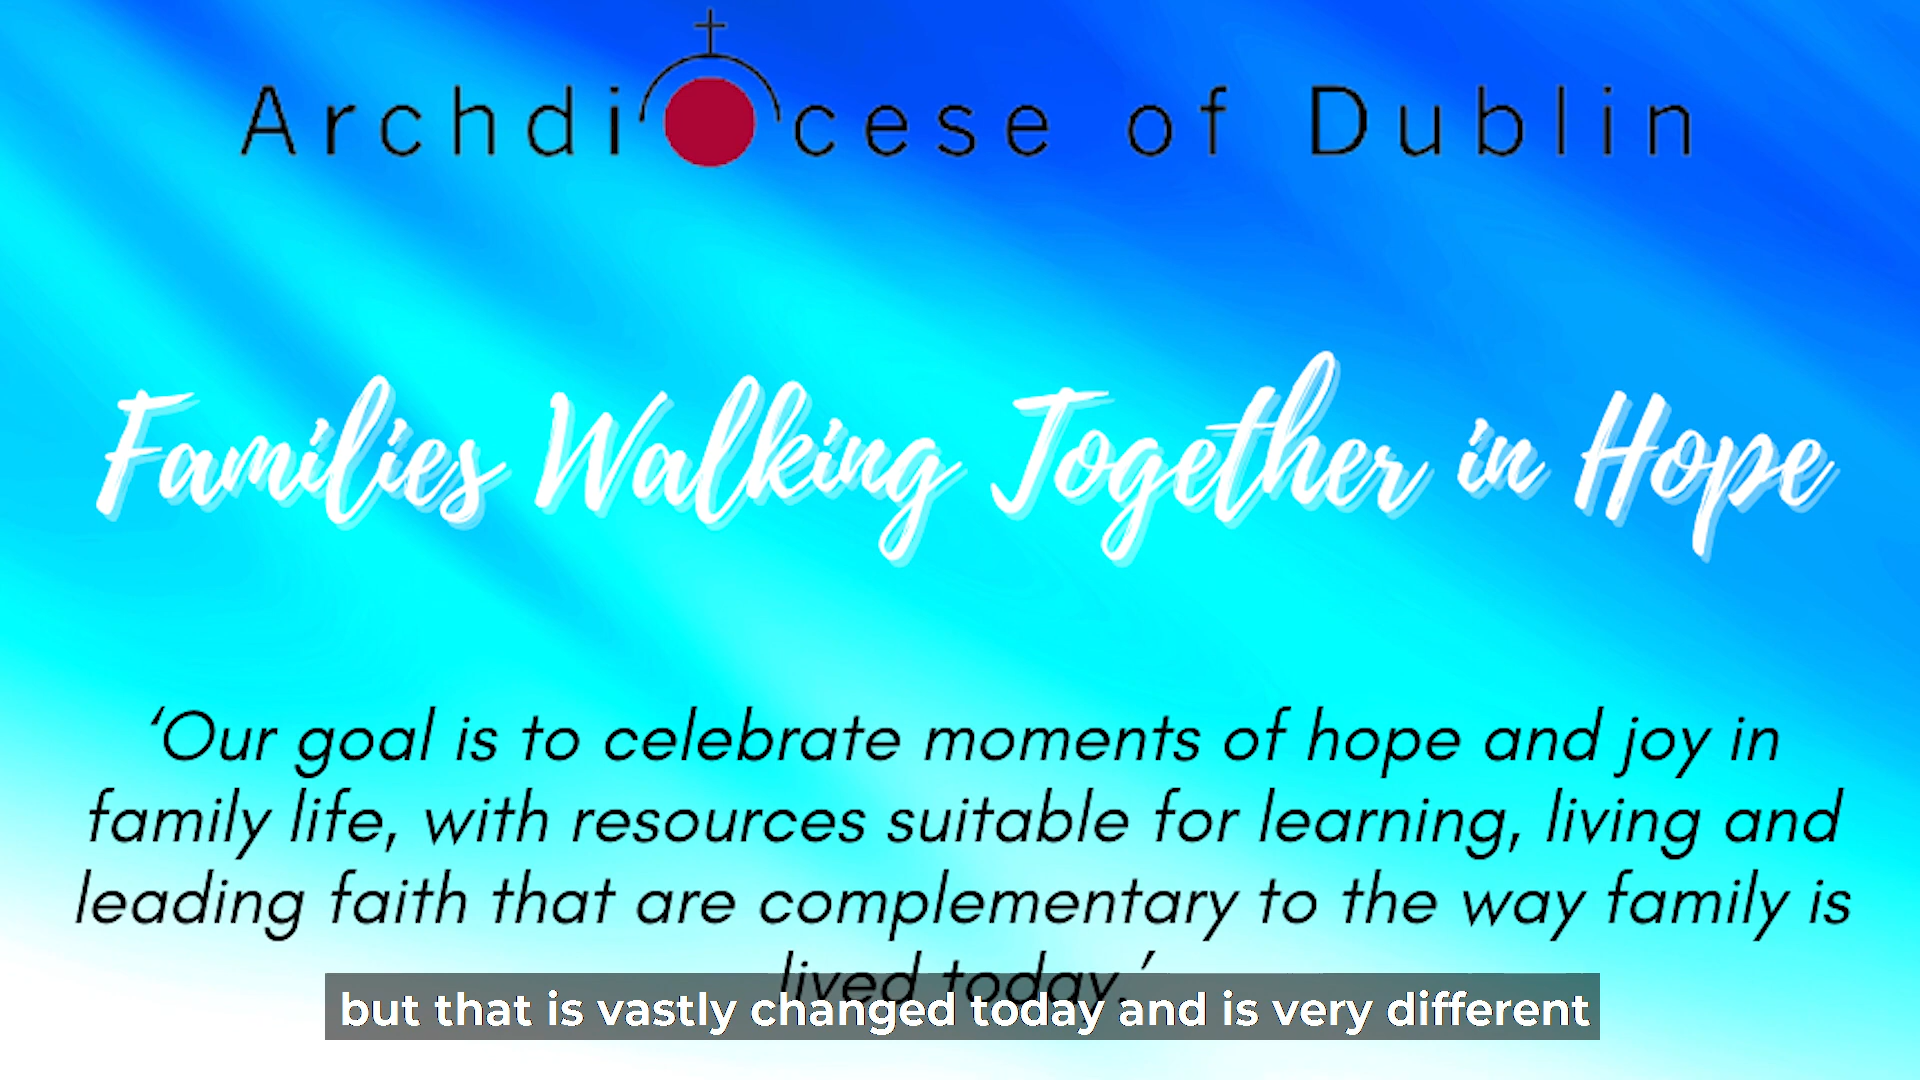 Archdiocese of Dublin
Families Walking Together in Hope
‘Our goal is to celebrate moments of hope and joy in
family life, with resources suitable for learning, living and
leading faith that are complementary to the way family is
lived today.’
but that is vastly changed today and is very different